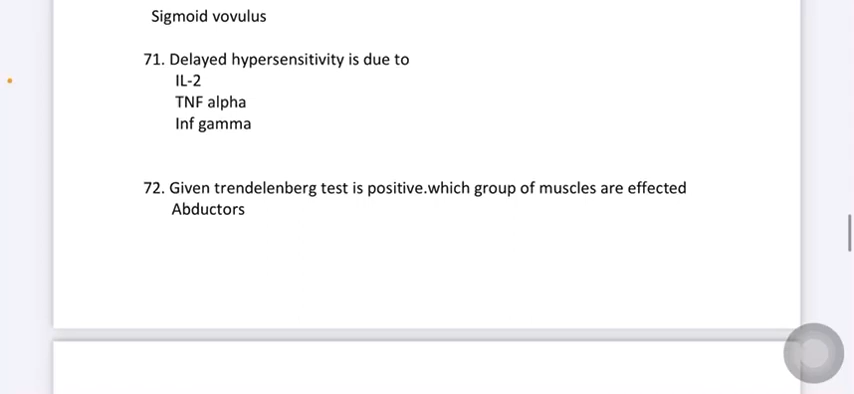 Sigmoid vovulus
71. Delayed hypersensitivity is due to
IL-2
TNF alpha
Inf gamma
72. Given trendelenberg test is positive.which group of muscles are effected
Abductors